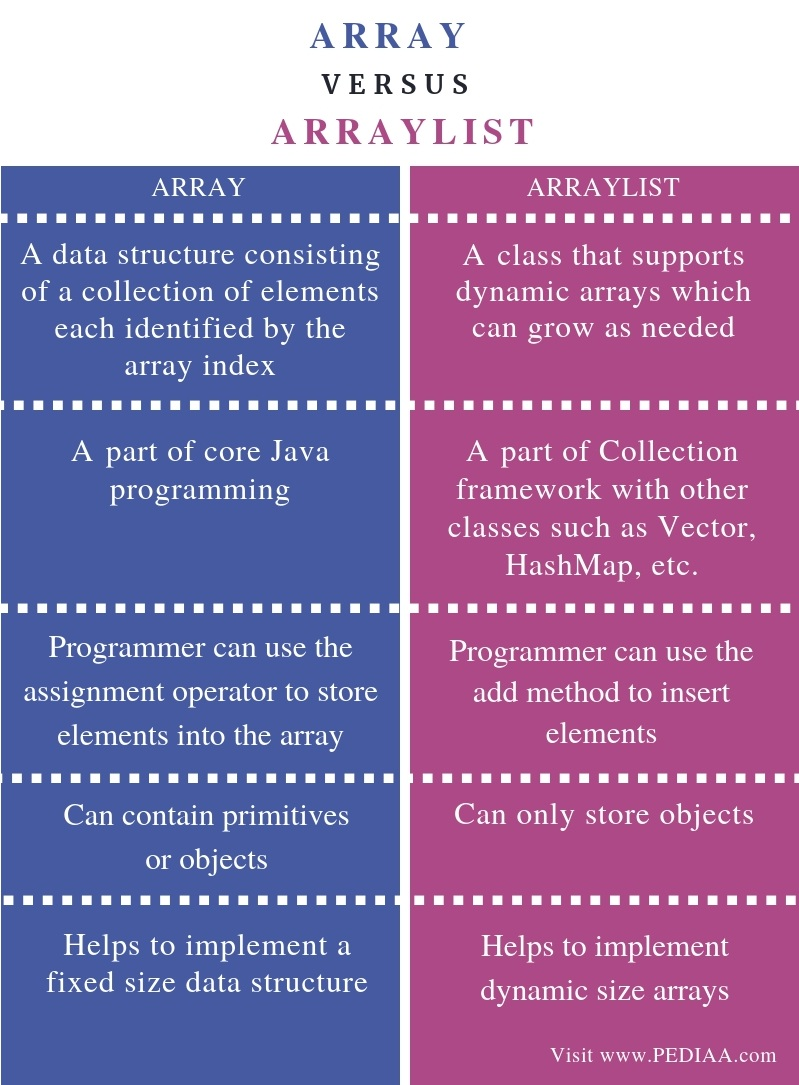 ARRAY
VERSUS
ARRAYLIST
ARRAY
A data structure consisting
of a collection of elements
each identified by the
array index
A part of core Java
programming
Programmer can use the
assignment operator to store
elements into the array
Can contain primitives
or objects
Helps to implement a
fixed size data structure
ARRAYLIST
A class that supports
dynamic arrays which
can grow as needed
A part of Collection
framework with other
classes such as Vector,
HashMap, etc.
Programmer can use the
add method to insert
elements
Can only store objects
Helps to implement
dynamic size arrays
Visit www.PEDIAA.com